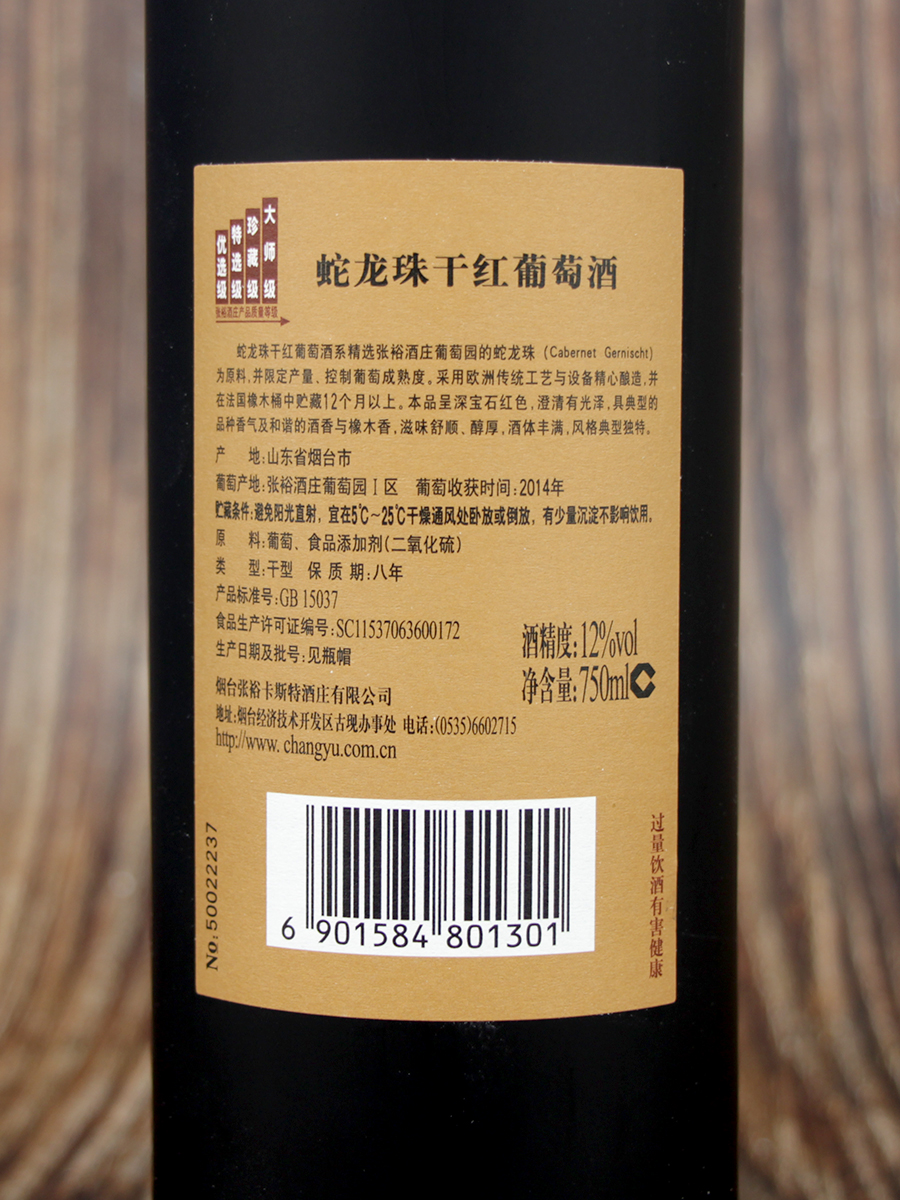 优选级
特选级
珍藏级
大师级
张裕酒庄产品质量等级
蛇龙珠干红葡萄酒
蛇龙珠干红葡萄酒系精选张裕酒庄葡萄园的蛇龙珠（Cabernet Gernischt）
为原料,并限定产量、控制葡萄成熟度。采用欧洲传统工艺与设备精心酿造,并
在法国橡木桶中贮藏12个月以上。本品呈深宝石红色，澄清有光泽，具典型的
品种香气及和谐的酒香与橡木香，滋味舒顺、醇厚，酒体丰满，风格典型独特。
产 地:山东省烟台市
葡萄产地:张裕酒庄葡萄园Ⅰ区 葡萄收获时间:2014年
贮藏条件:避免阳光直射，宜在5℃～25℃干燥通风处卧放或倒放，有少量沉淀不影响饮用。
原 料:葡萄、食品添加剂(二氧化硫)
类 型:干型 保 质 期:八年
产品标准号:GB 15037
食品生产许可证编号:SC11537063600172
生产日期及批号:见瓶帽
酒精度:12%vol
净含量:750ml
烟台张裕卡斯特酒庄有限公司
地址:烟台经济技术开发区古现办事处 电话:(0535)6602715
http://www.changyu.com.cn
6 901584 801301
No:50022237
过量饮酒有害健康